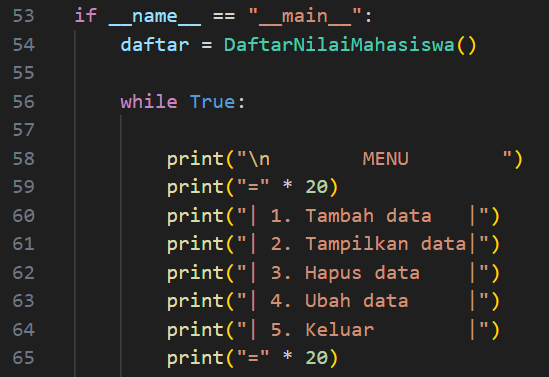 53 if __name__ == "__main__":
54     daftar = DaftarNilaiMahasiswa()
55
56     while True:
57
58         print("\n        MENU        ")
59         print("=" * 20)
60         print("| 1. Tambah data   |")
61         print("| 2. Tampilkan data|")
62         print("| 3. Hapus data    |")
63         print("| 4. Ubah data     |")
64         print("| 5. Keluar        |")
65         print("=" * 20)